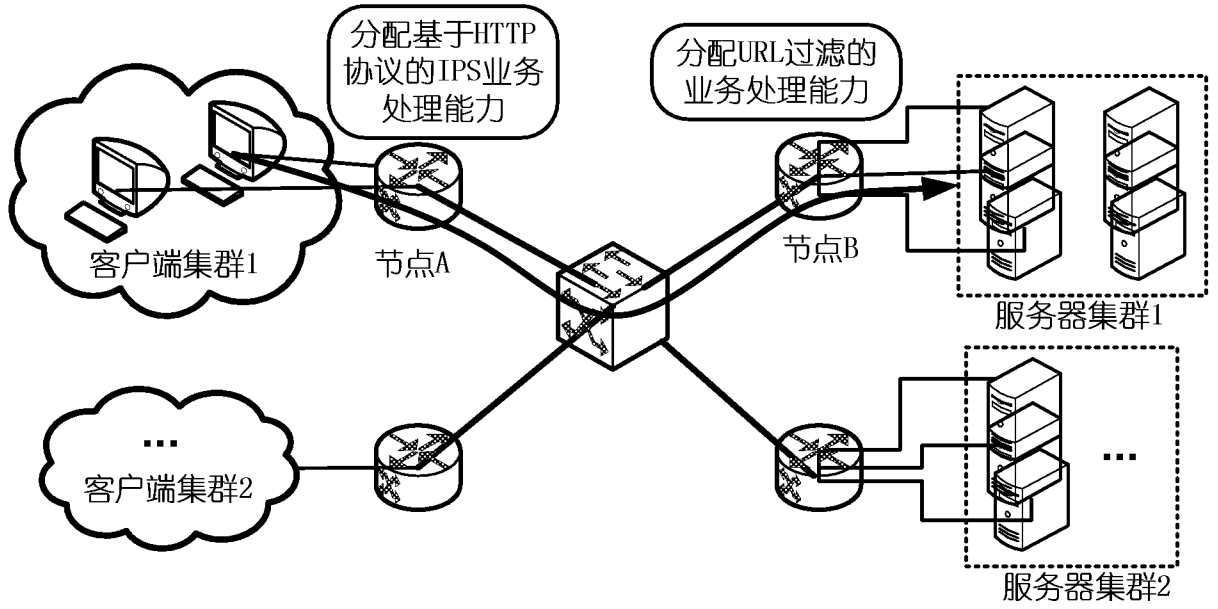 分配基于HTTP
协议的IPS业务
处理能力
分配URL过滤的
业务处理能力
客户端集群1
节点A
节点B
服务器集群1
...
客户端集群2
...
服务器集群2